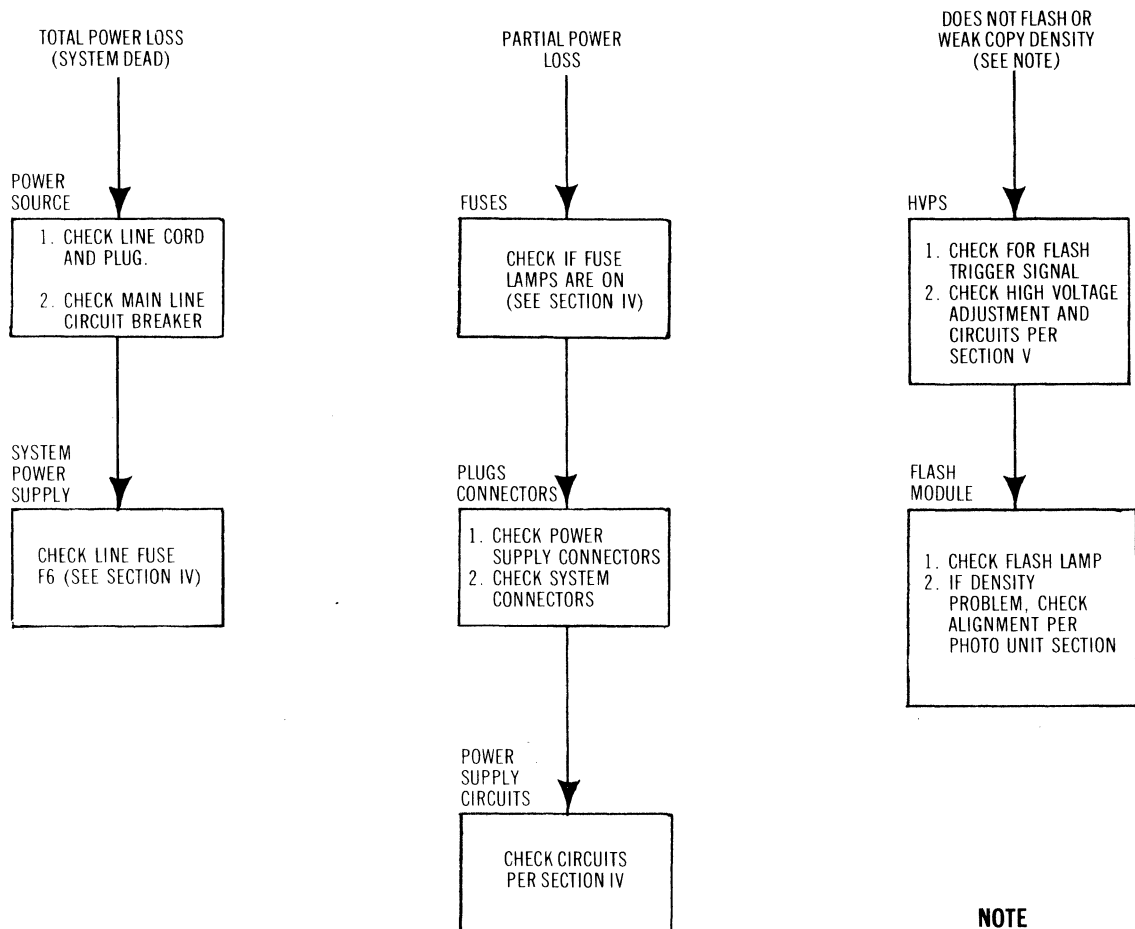 TOTAL POWER LOSS
(SYSTEM DEAD)
POWER
SOURCE
1. CHECK LINE CORD
AND PLUG.
2. CHECK MAIN LINE
CIRCUIT BREAKER
SYSTEM
POWER
SUPPLY
CHECK LINE FUSE
F6 (SEE SECTION IV)
PARTIAL POWER
LOSS
FUSES
CHECK IF FUSE
LAMPS ARE ON
(SEE SECTION IV)
PLUGS
CONNECTORS
1. CHECK POWER
SUPPLY CONNECTORS
2. CHECK SYSTEM
CONNECTORS
POWER
SUPPLY
CIRCUITS
CHECK CIRCUITS
PER SECTION IV
DOES NOT FLASH OR
WEAK COPY DENSITY
(SEE NOTE)
HVPS
1. CHECK FOR FLASH
TRIGGER SIGNAL
2. CHECK HIGH VOLTAGE
ADJUSTMENT AND
CIRCUITS PER
SECTION V
FLASH
MODULE
1. CHECK FLASH LAMP
2. IF DENSITY
PROBLEM, CHECK
ALIGNMENT PER
PHOTO UNIT SECTION
NOTE